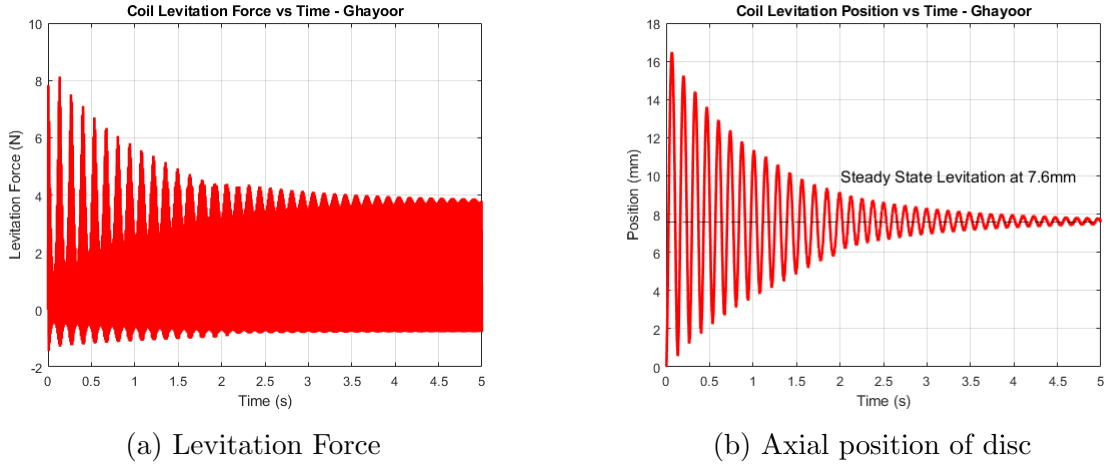 Coil Levitation Force vs Time - Ghayoor
Levitation Force (N)
10
8
6
4
2
0
-2
0 0.5 1 1.5 2 2.5 3 3.5 4 4.5 5
Time (s)
(a) Levitation Force
Coil Levitation Position vs Time - Ghayoor
Position (mm)
18
16
14
12
10
8
6
4
2
0
Steady State Levitation at 7.6mm
0 0.5 1 1.5 2 2.5 3 3.5 4 4.5 5
Time (s)
(b) Axial position of disc